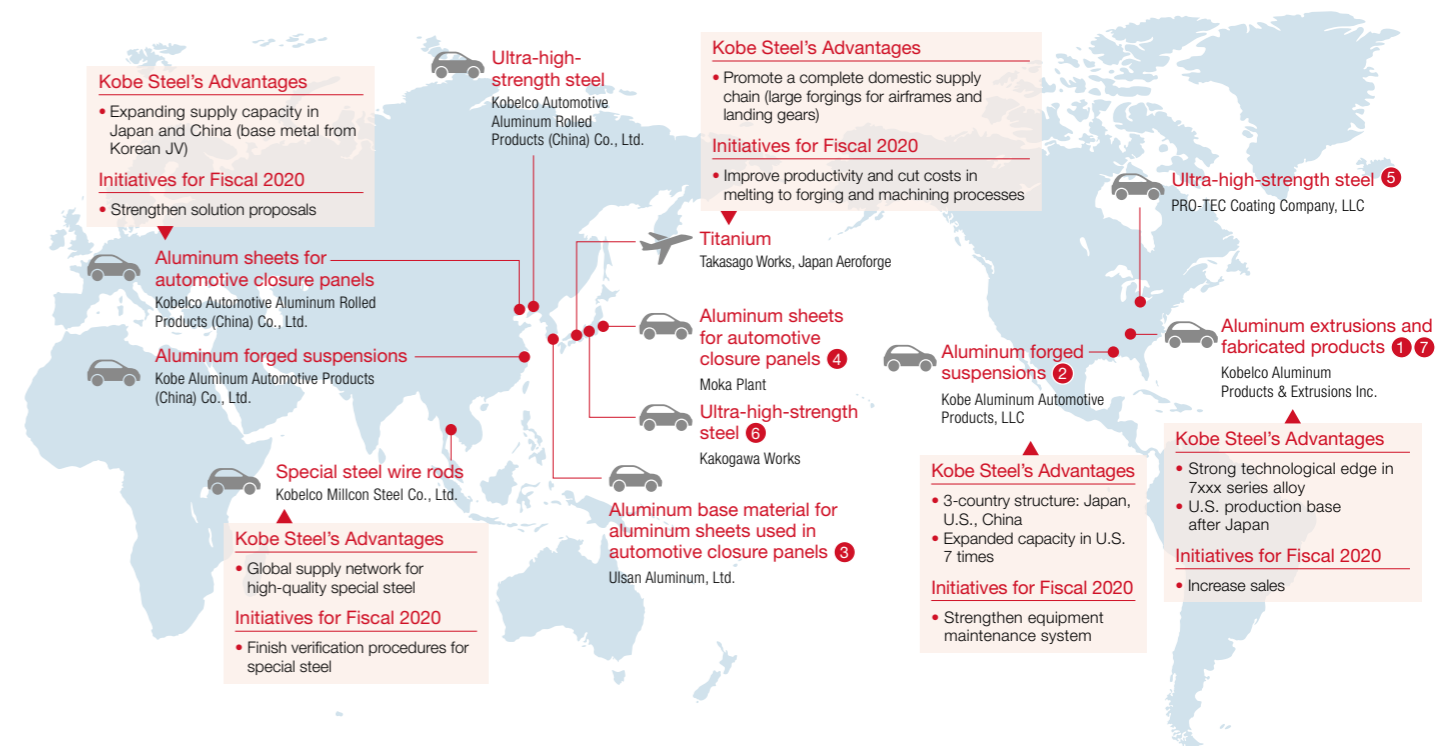 Kobe Steel's Advantages
• Expanding supply capacity in
Japan and China (base metal from
Korean JV)
Initiatives for Fiscal 2020
• Strengthen solution proposals
Aluminum sheets for
automotive closure panels
Kobelco Automotive Aluminum Rolled
Products (China) Co., Ltd.
Aluminum forged suspensions
Kobe Aluminum Automotive Products
(China) Co., Ltd.
Special steel wire rods
Kobelco Millcon Steel Co., Ltd.
Kobe Steel's Advantages
• Global supply network for
high-quality special steel
Initiatives for Fiscal 2020
• Finish verification procedures for
special steel
Ultra-high-
strength steel
Kobelco Automotive
Aluminum Rolled
Products (China) Co., Ltd.
Kobe Steel's Advantages
• Promote a complete domestic supply
chain (large forgings for airframes and
landing gears)
Initiatives for Fiscal 2020
• Improve productivity and cut costs in
melting to forging and machining processes
Titanium
Takasago Works, Japan Aeroforge
Aluminum sheets
for automotive
closure panels 4
Moka Plant
Ultra-high-strength
steel 6
Kakogawa Works
Aluminum base material for
aluminum sheets used in
automotive closure panels 3
Ulsan Aluminum, Ltd.
Ultra-high-strength steel 5
PRO-TEC Coating Company, LLC
Aluminum forged
suspensions 2
Kobe Aluminum Automotive
Products, LLC
Kobe Steel's Advantages
• 3-country structure: Japan,
U.S., China
• Expanded capacity in U.S.
7 times
Initiatives for Fiscal 2020
• Strengthen equipment
maintenance system
Aluminum extrusions and
fabricated products 1 7
Kobelco Aluminum
Products & Extrusions Inc.
Kobe Steel's Advantages
• Strong technological edge in
7xxx series alloy
• U.S. production base
after Japan
Initiatives for Fiscal 2020
• Increase sales